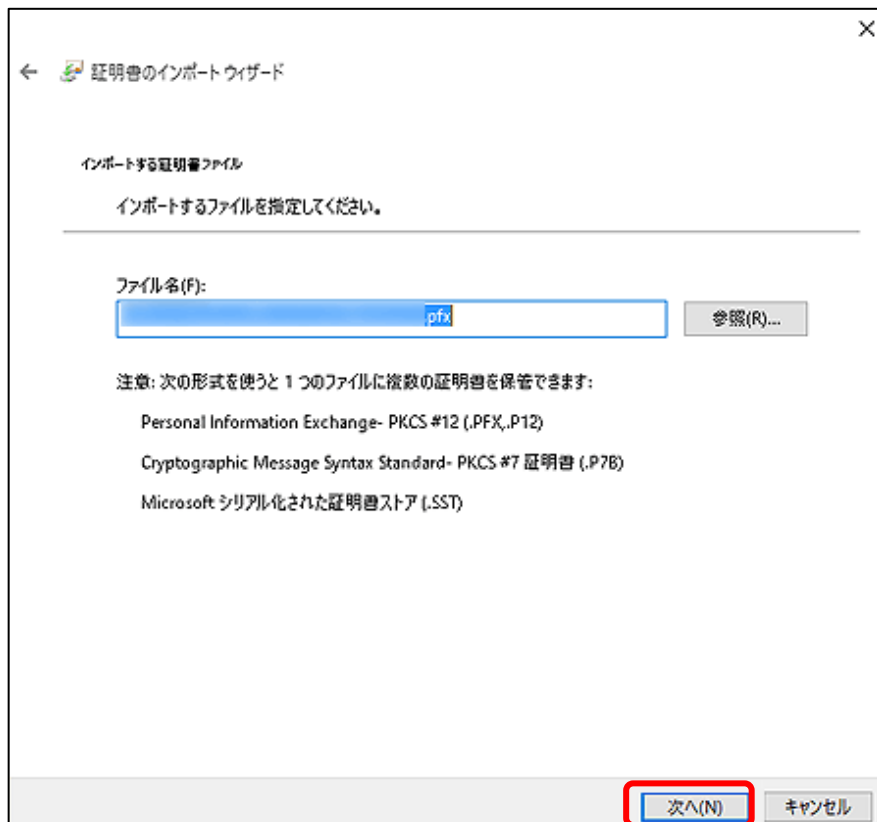 証明書のインポート ウィザード
インポートする証明書ファイル
インポートするファイルを指定してください。
ファイル名(F):
.pfx
参照(R)...
注意: 次の形式を使うと 1 つのファイルに複数の証明書を保管できます:
Personal Information Exchange- PKCS #12 (.PFX,.P12)
Cryptographic Message Syntax Standard- PKCS #7 証明書 (.P7B)
Microsoft シリアル化された証明書ストア (.SST)
次へ(N)
キャンセル